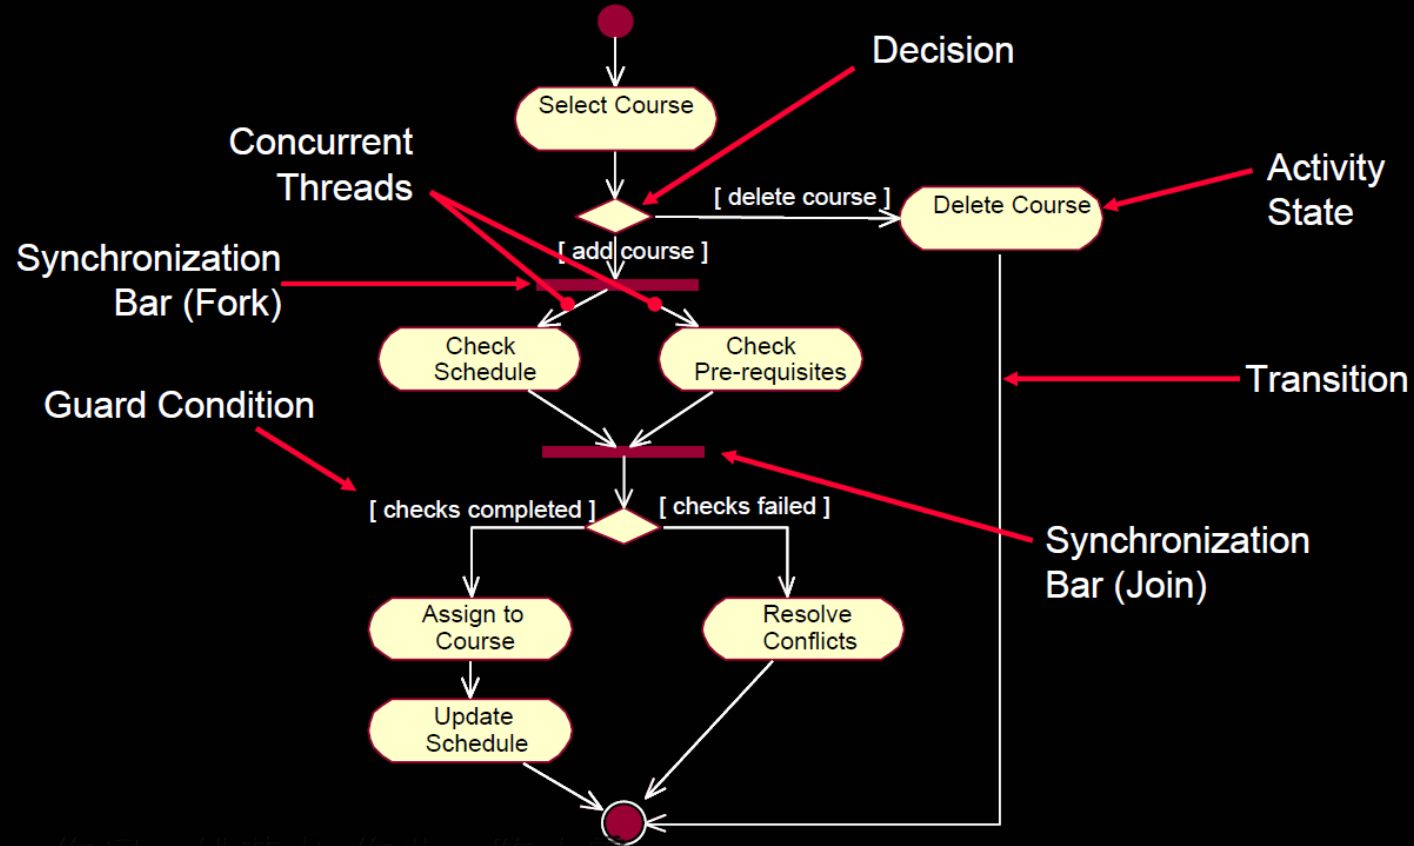 Decision
Select Course
Concurrent
Threads
Activity
State
[ delete course ]
Delete Course
[ add course ]
Synchronization
Bar (Fork)
Check
Schedule
Check
Pre-requisites
Transition
Guard Condition
[ checks completed ]
[ checks failed ]
Synchronization
Bar (Join)
Assign to
Course
Resolve
Conflicts
Update
Schedule